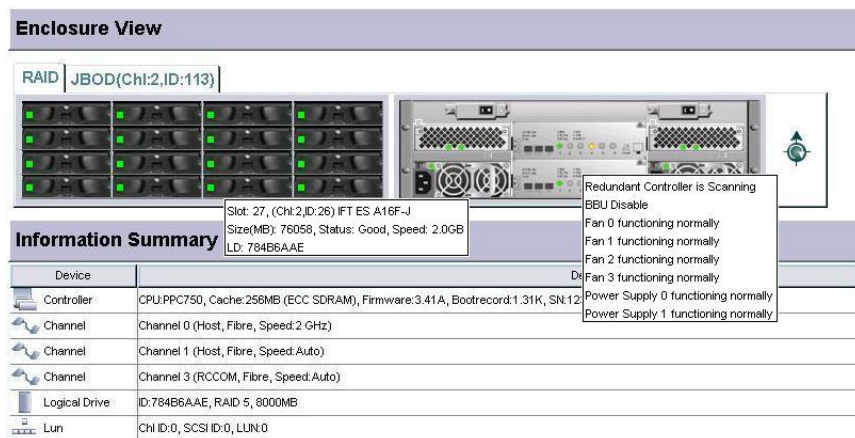 Enclosure View
RAID
JBOD(Chl:2,ID:113)
Slot: 27, (Chl:2,ID:26) IFT ES A16F-J
Size(MB): 76058, Status: Good, Speed: 2.0GB
LD: 784B6AAE
Redundant Controller is Scanning
BBU Disable
Fan 0 functioning normally
Fan 1 functioning normally
Fan 2 functioning normally
Fan 3 functioning normally
Power Supply 0 functioning normally
Power Supply 1 functioning normally
Information Summary
Device
De
Controller
CPU:PPC750, Cache:256MB (ECC SDRAM), Firmware:3.41A, Bootrecord:1.31K, SN:12
Channel
Channel 0 (Host, Fibre, Speed:2 GHz)
Channel
Channel 1 (Host, Fibre, Speed:Auto)
Channel
Channel 3 (RCCOM, Fibre, Speed:Auto)
Logical Drive
ID:784B6AAE, RAID 5, 8000MB
Lun
Chl ID:0, SCSI ID:0, LUN:0